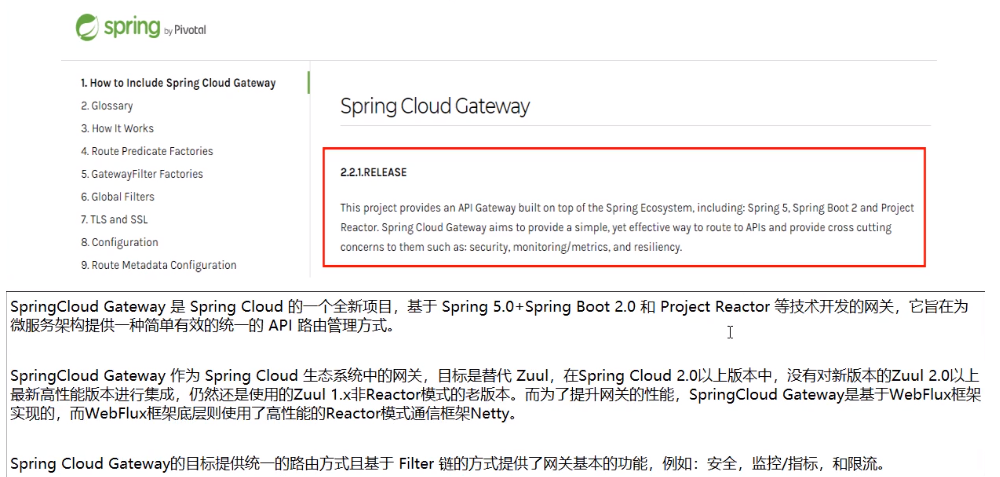 spring by Pivotal
1. How to Include Spring Cloud Gateway
2. Glossary
3. How It Works
4. Route Predicate Factories
5. GatewayFilter Factories
6. Global Filters
7. TLS and SSL
8. Configuration
9. Route Metadata Configuration
Spring Cloud Gateway
2.2.1.RELEASE
This project provides an API Gateway built on top of the Spring Ecosystem, including: Spring 5, Spring Boot 2 and Project
Reactor. Spring Cloud Gateway aims to provide a simple, yet effective way to route to APIs and provide cross cutting
concerns to them such as: security, monitoring/metrics, and resiliency.
SpringCloud Gateway 是 Spring Cloud 的一个全新项目，基于 Spring 5.0+Spring Boot 2.0 和 Project Reactor 等技术开发的网关，它旨在为
微服务架构提供一种简单有效的统一的 API 路由管理方式。
SpringCloud Gateway 作为 Spring Cloud 生态系统中的网关，目标是替代 Zuul，在Spring Cloud 2.0以上版本中，没有对新版本的Zuul 2.0以上
最新高性能版本进行集成，仍然还是使用的Zuul 1.x非Reactor模式的老版本。而为了提升网关的性能，SpringCloud Gateway是基于WebFlux框架
实现的，而WebFlux框架底层则使用了高性能的Reactor模式通信框架Netty。
Spring Cloud Gateway的目标提供统一的路由方式且基于 Filter 链的方式提供了网关基本的功能，例如：安全，监控/指标，和限流。